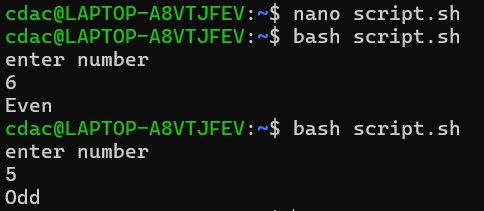 cdac@LAPTOP-A8VTJFEV:~$ nano script.sh
cdac@LAPTOP-A8VTJFEV:~$ bash script.sh
enter number
6
Even
cdac@LAPTOP-A8VTJFEV:~$ bash script.sh
enter number
5
Odd